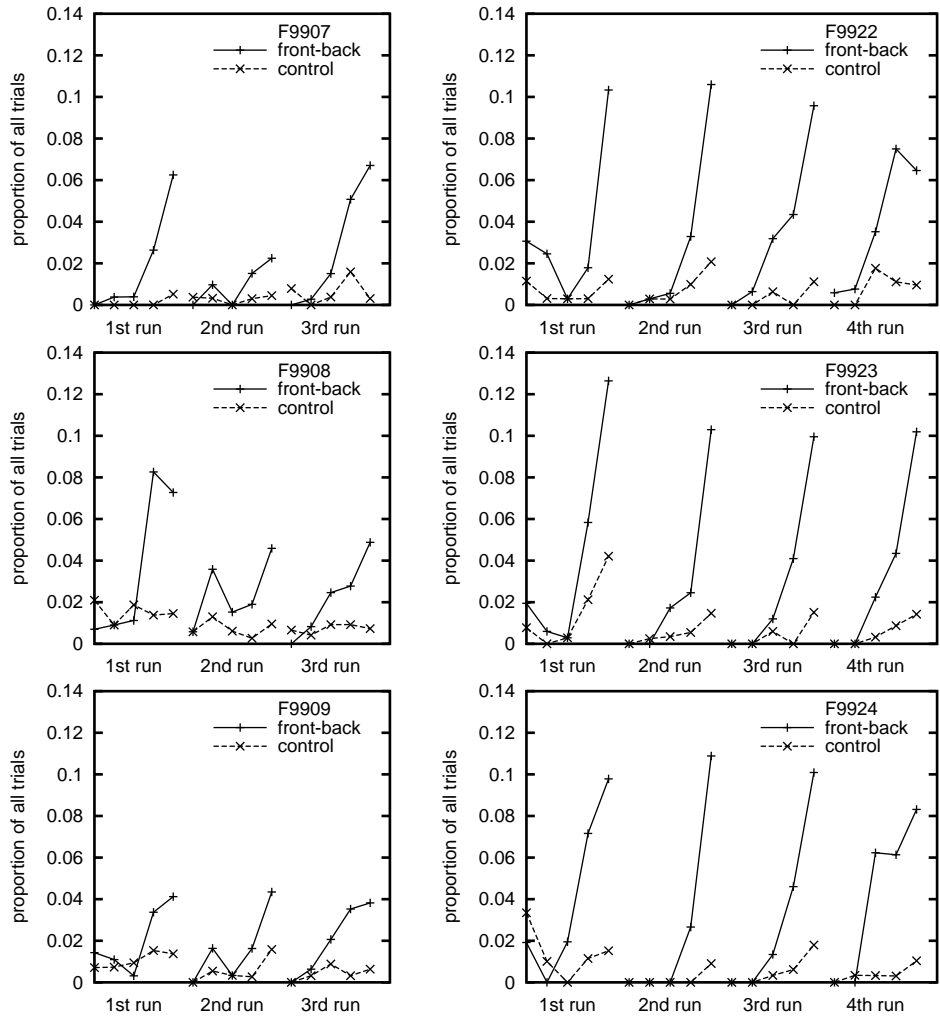 F9907
front-back
control
proportion of all trials
0.14
0.12
0.1
0.08
0.06
0.04
0.02
0
1st run 2nd run 3rd run
F9922
front-back
control
proportion of all trials
0.14
0.12
0.1
0.08
0.06
0.04
0.02
0
1st run 2nd run 3rd run 4th run
F9908
front-back
control
proportion of all trials
0.14
0.12
0.1
0.08
0.06
0.04
0.02
0
1st run 2nd run 3rd run
F9923
front-back
control
proportion of all trials
0.14
0.12
0.1
0.08
0.06
0.04
0.02
0
1st run 2nd run 3rd run 4th run
F9909
front-back
control
proportion of all trials
0.14
0.12
0.1
0.08
0.06
0.04
0.02
0
1st run 2nd run 3rd run
F9924
front-back
control
proportion of all trials
0.14
0.12
0.1
0.08
0.06
0.04
0.02
0
1st run 2nd run 3rd run 4th run